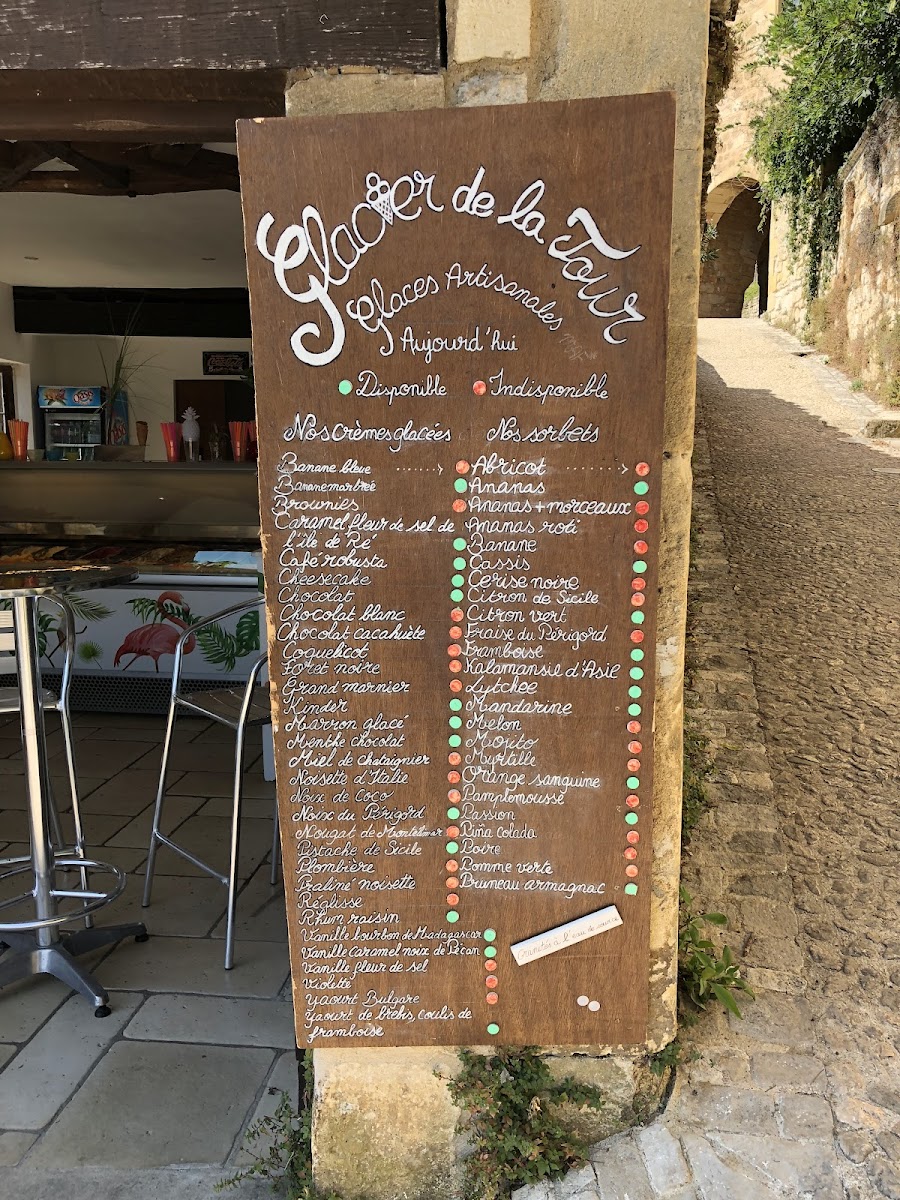 Glacier de la Tour
Glaces Artisanales
Aujourd'hui
Disponible
Indisponible
Nos crèmes glacées
Banane bleue
Banane marbrée
Brownies
Caramel fleur de sel de
l'île de Ré
Café robusta
Cheesecake
Chocolat
Chocolat blanc
Chocolat cacahuète
Coquelicot
Forêt noire
Grand marnier
Kinder
Marron glacé
Menthe chocolat
Miel de chataignier
Noisette d'Italie
Noix de Coco
Noix du Périgord
Nougat de Montélimar
Pistache de Sicile
Plombière
Praliné noisette
Réglisse
Rhum raisin
Vanille bourbon de Madagascar
Vanille caramel noix de Pécan
Vanille fleur de sel
Violette
Yaourt Bulgare
Yaourt de brebis, coulis de
framboise
Nos sorbets
Abricot
Ananas
Ananas + morceaux
Ananas roti
Banane
Cassis
Cerise noire
Citron de Sicile
Citron vert
Fraise du Périgord
Framboise
Kalamansie d'Asie
Lytchee
Mandarine
Melon
Mojito
Myrtille
Orange sanguine
Pamplemousse
Passion
Piña colada
Poire
Pomme verte
Pruneau armagnac